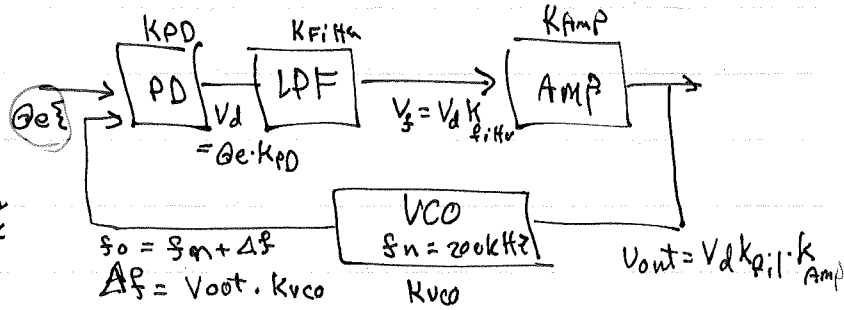 KPD
KFilter
KAmp
PD
LPF
AMP
θe{
Vd
= θe·KPD
Vf = Vd Kfilter
VCO
fn = 200kHz
fo = fn + Δf
Δf = Voot · Kvco
Kvco
Vout = Vd kfil · KAmp